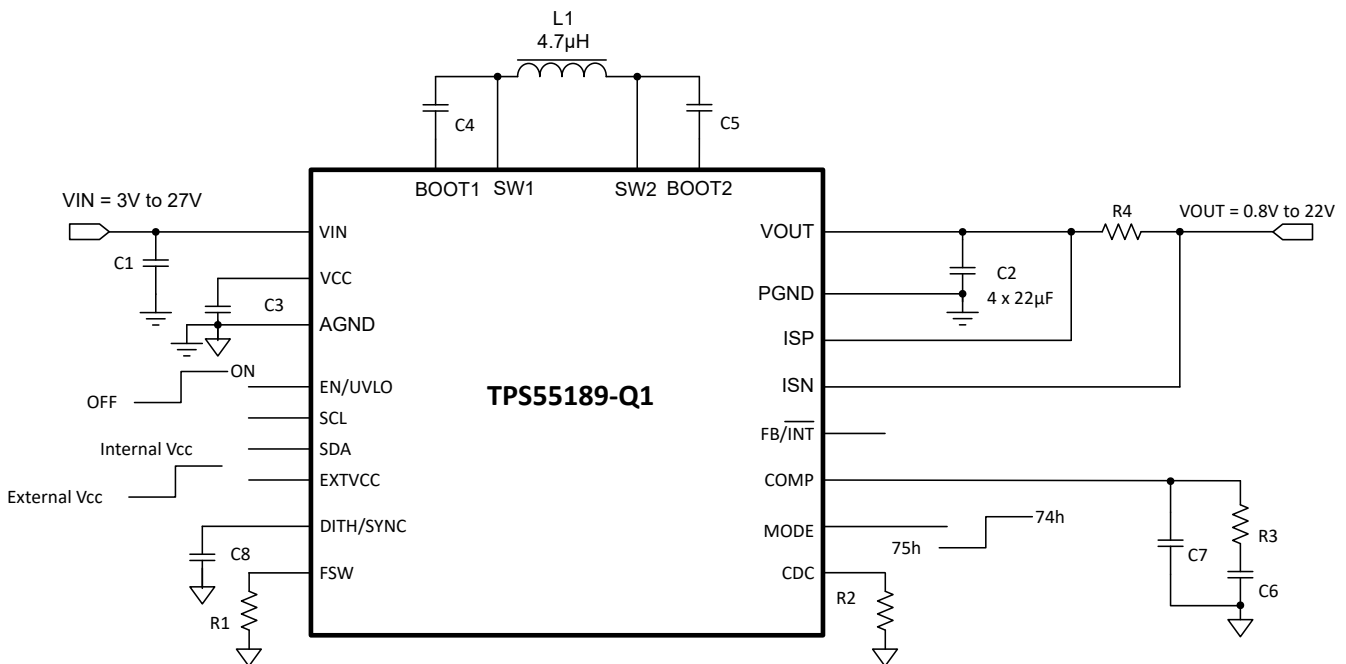 L1
4.7µH
C4
C5
BOOT1 SW1
SW2 BOOT2
VIN = 3V to 27V
R4
VOUT = 0.8V to 22V
VIN
VOUT
C1
C2
4 x 22µF
VCC
PGND
C3
AGND
ISP
ON
OFF
EN/UVLO
TPS55189-Q1
ISN
SCL
Internal Vcc
SDA
FB/INT
External Vcc
EXTVCC
COMP
DITH/SYNC
MODE
74h
75h
R3
C8
C7
FSW
CDC
C6
R1
R2